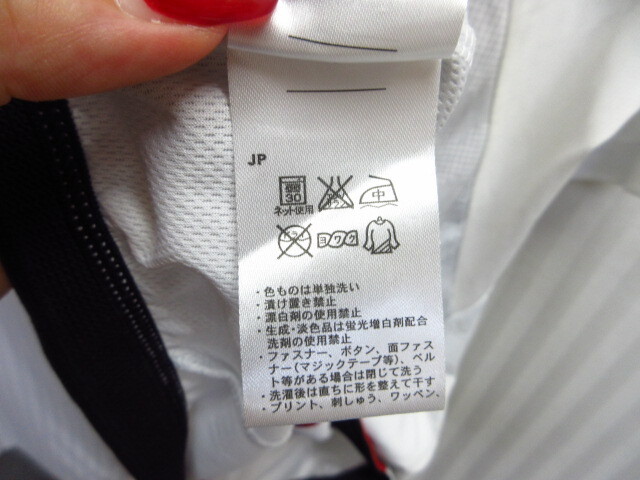 JP
弱
30
中
ネット使用
ヨワク
・色ものは単独洗い
・漬け置き禁止
・漂白剤の使用禁止
・生成・淡色品は蛍光増白剤配合
洗剤の使用禁止
・ファスナー、ボタン、面ファス
ナー(マジックテープ等)、ベル
ト等がある場合は閉じて洗う
・洗濯後は直ちに形を整えて干す
・プリント、刺しゅう、ワッペン、